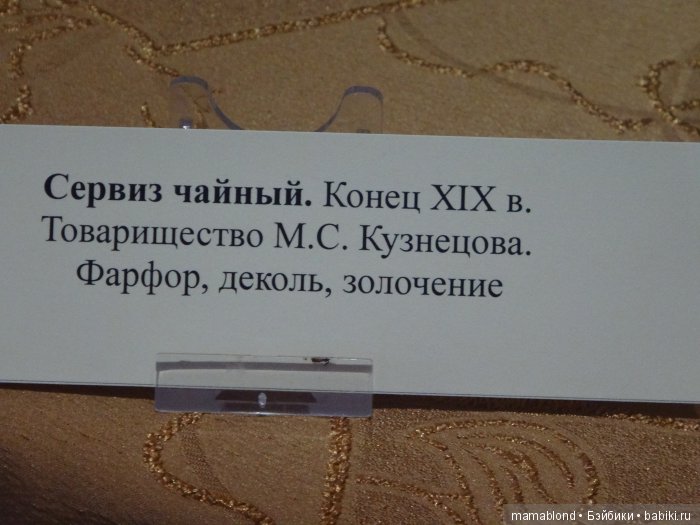 Сервиз чайный. Конец XIX в.
Товарищество М.С. Кузнецова.
Фарфор, деколь, золочение
mamablond • Бэйбики • babiki.ru